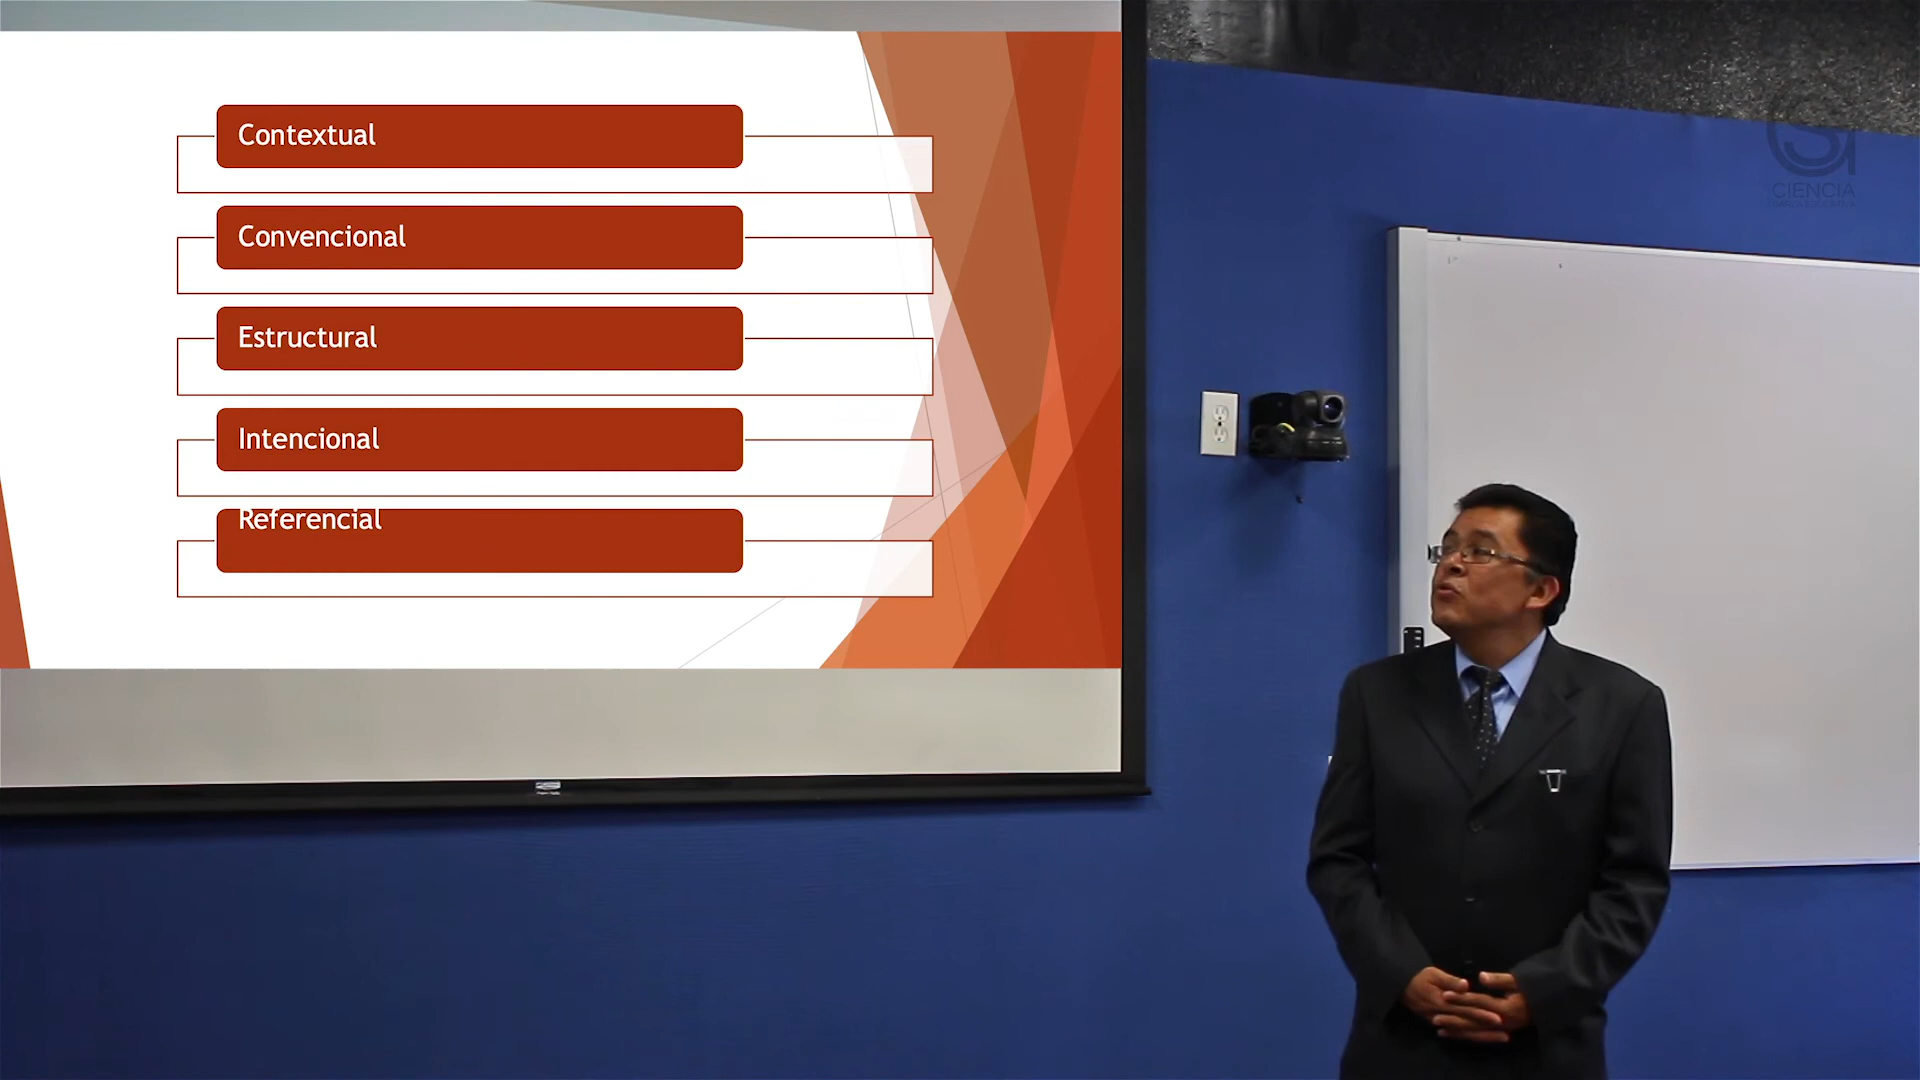 Contextual
Convencional
Estructural
Intencional
Referencial
CIENCIA